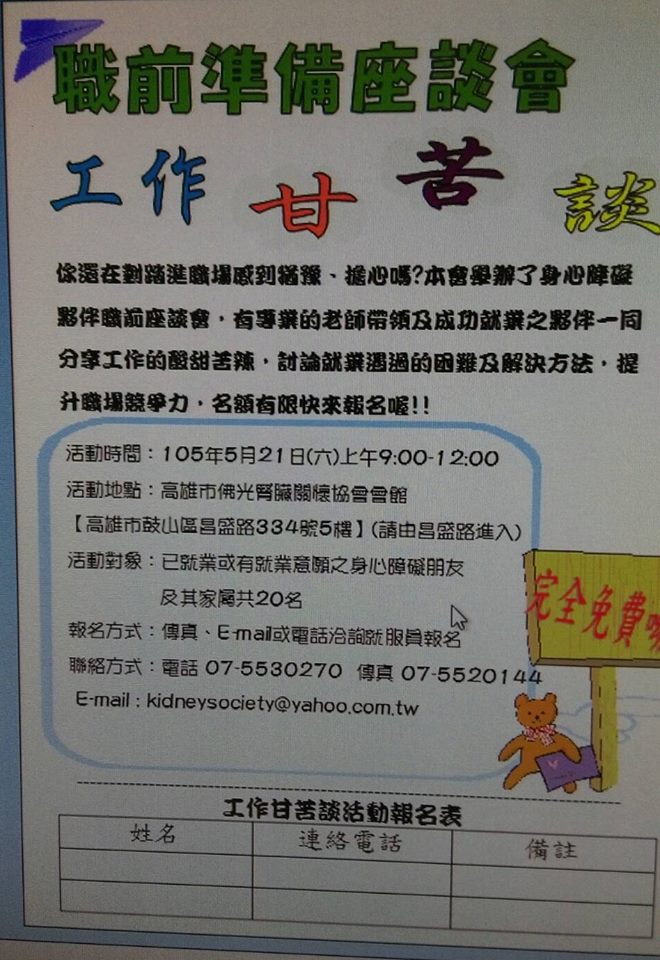 職前準備座談會
工作甘苦談
你還在對踏進職場感到猶豫、擔心嗎?本會舉辦了身心障礙
夥伴職前座談會，有專業的老師帶領及成功就業之夥伴一同
分享工作的酸甜苦辣，討論就業遇過的困難及解決方法，提
升職場競爭力，名額有限快來報名喔!!
活動時間：105年5月21日(六)上午9:00-12:00
活動地點：高雄市佛光腎臟關懷協會會館
【高雄市鼓山區昌盛路334號5樓】(請由昌盛路進入)
活動對象：已就業或有就業意願之身心障礙朋友
及其家屬共20名
完全免費
報名方式：傳真、E-mail或電話洽詢就服員報名
聯絡方式：電話 07-5530270 傳真 07-5520144
E-mail：kidneysociety@yahoo.com.tw
工作甘苦談活動報名表
姓名 連絡電話 備註